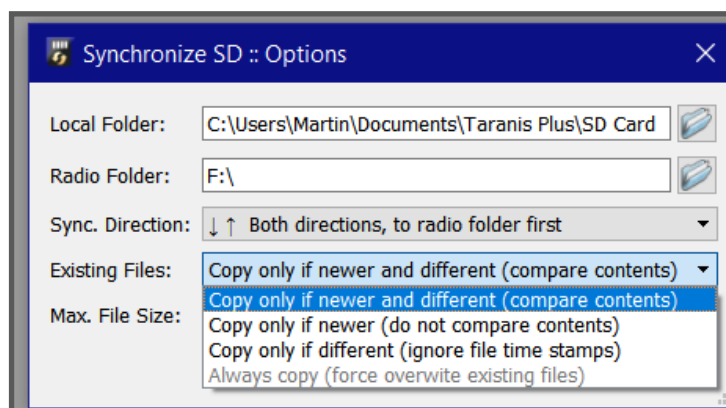 Synchronize SD :: Options
Local Folder: C:\Users\Martin\Documents\Taranis Plus\SD Card
Radio Folder: F:\
Sync. Direction: ↓ ↑ Both directions, to radio folder first
Existing Files: Copy only if newer and different (compare contents)
Copy only if newer and different (compare contents)
Max. File Size: Copy only if newer (do not compare contents)
Copy only if different (ignore file time stamps)
Always copy (force overwite existing files)